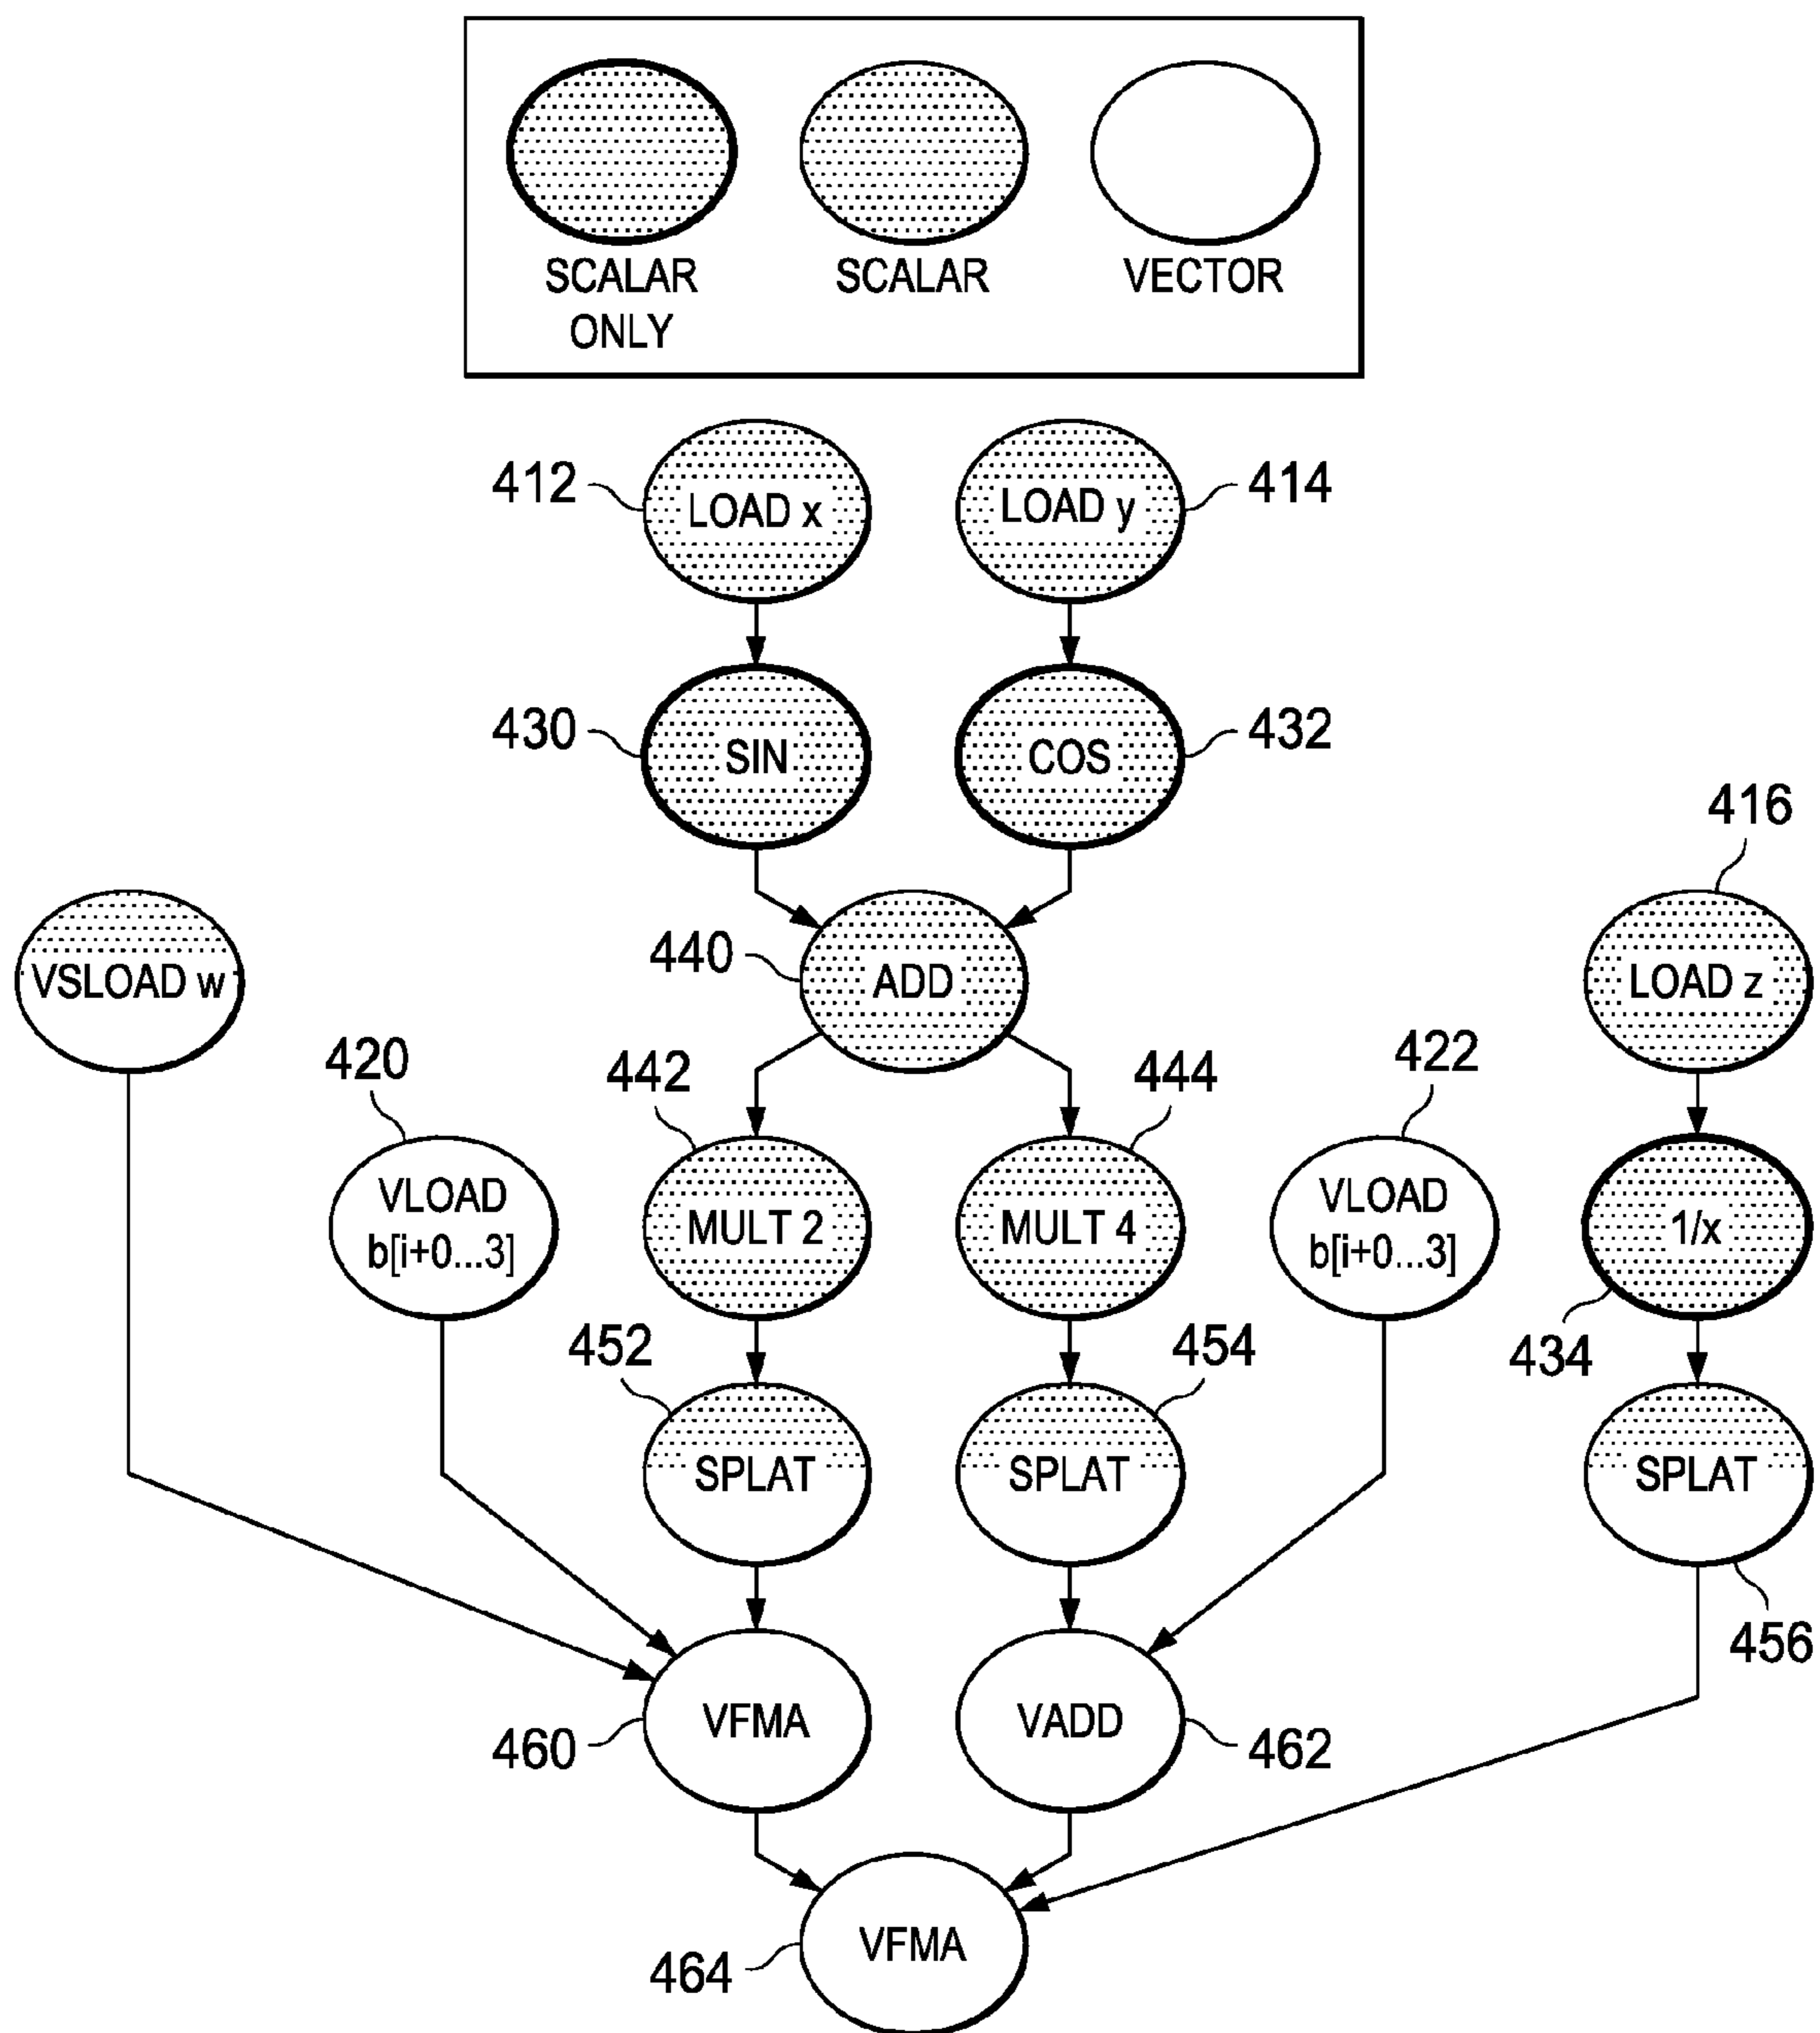 SCALAR
ONLY
SCALAR
VECTOR
412
LOAD x
LOAD y
414
430
SIN
COS
432
416
VSLOAD w
440
ADD
LOAD z
420
442
444
422
VLOAD
b[i+0...3]
MULT 2
MULT 4
VLOAD
b[i+0...3]
1/x
434
452
454
SPLAT
SPLAT
SPLAT
456
460
VFMA
VADD
462
464
VFMA